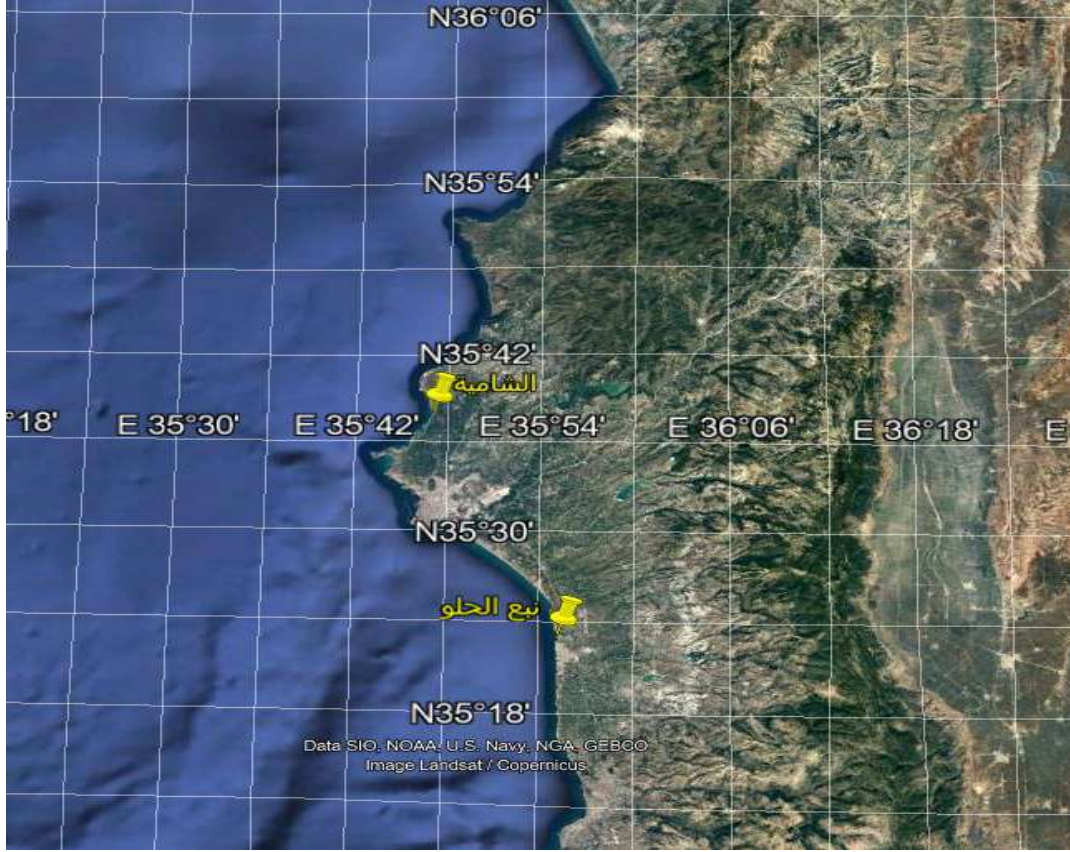 N36°06'
N35°54'
N35°42'
الشامية
°18' E 35°30' E 35°42' E 35°54' E 36°06' E 36°18' E
N35°30'
نبع الحلو
N35°18'
Data SIO, NOAA, U.S. Navy, NGA, GEBCO
Image Landsat / Copernicus